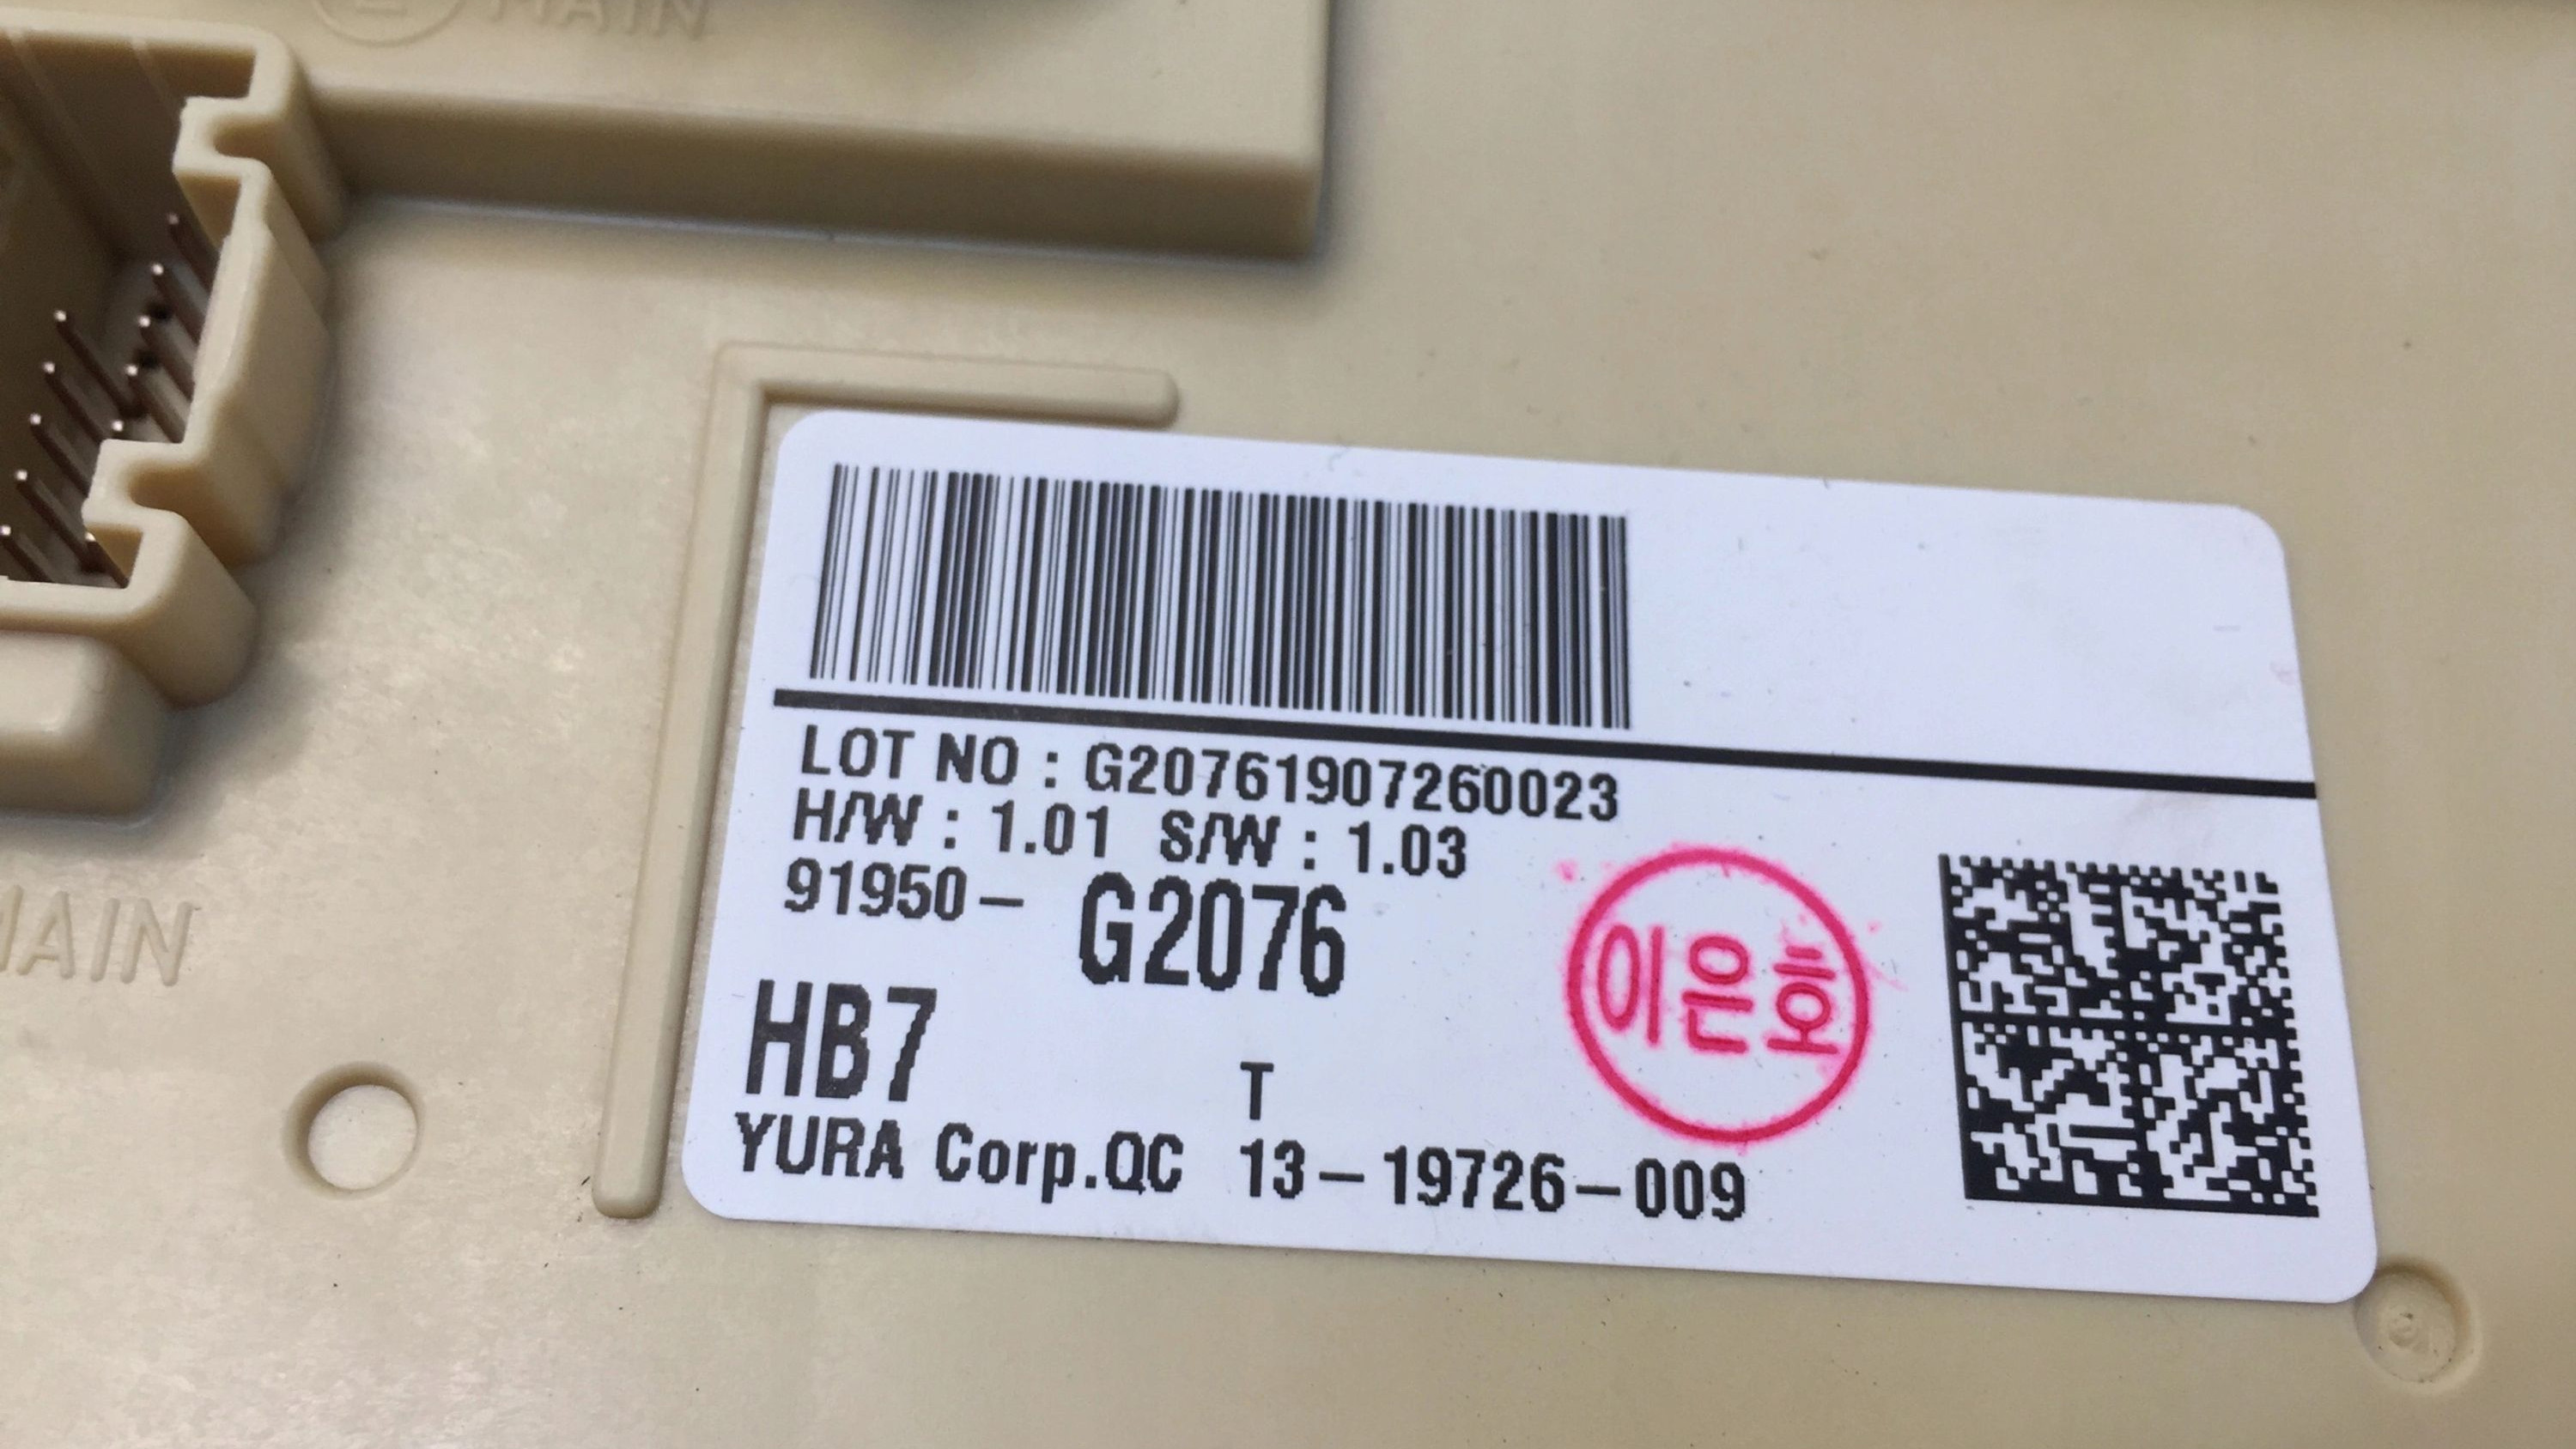 MAIN
LOT NO : G20761907260023
H/W : 1.01 S/W : 1.03
91950- G2076
HB7
T
YURA Corp.QC 13-19726-009
이은호
MAIN